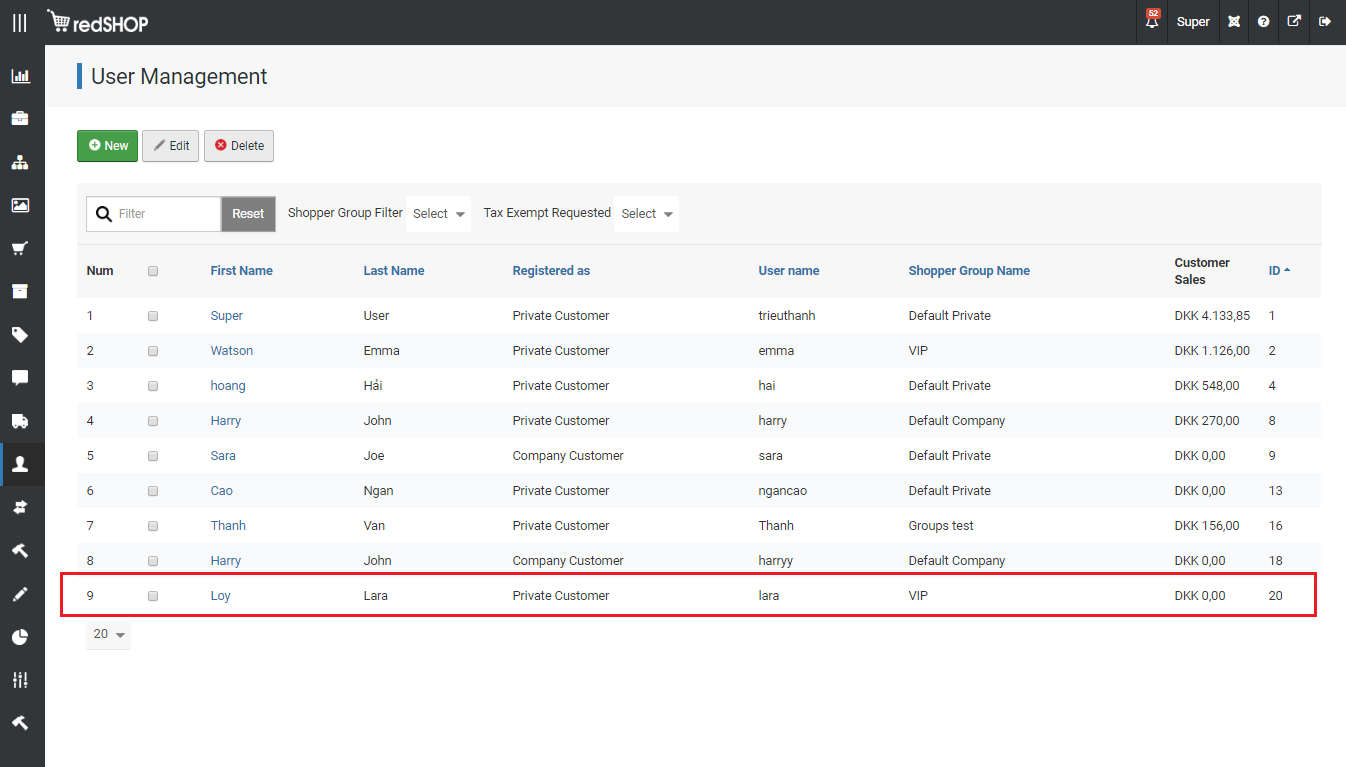 redSHOP
52
Super
User Management
New Edit Delete
Filter Reset Shopper Group Filter Select Tax Exempt Requested Select
Num First Name Last Name Registered as User name Shopper Group Name Customer Sales ID
1 Super User Private Customer trieuthanh Default Private DKK 4.133,85 1
2 Watson Emma Private Customer emma VIP DKK 1.126,00 2
3 hoang Hải Private Customer hai Default Private DKK 548,00 4
4 Harry John Private Customer harry Default Company DKK 270,00 8
5 Sara Joe Company Customer sara Default Private DKK 0,00 9
6 Cao Ngan Private Customer ngancao Default Private DKK 0,00 13
7 Thanh Van Private Customer Thanh Groups test DKK 156,00 16
8 Harry John Company Customer harryy Default Company DKK 0,00 18
9 Loy Lara Private Customer lara VIP DKK 0,00 20
20